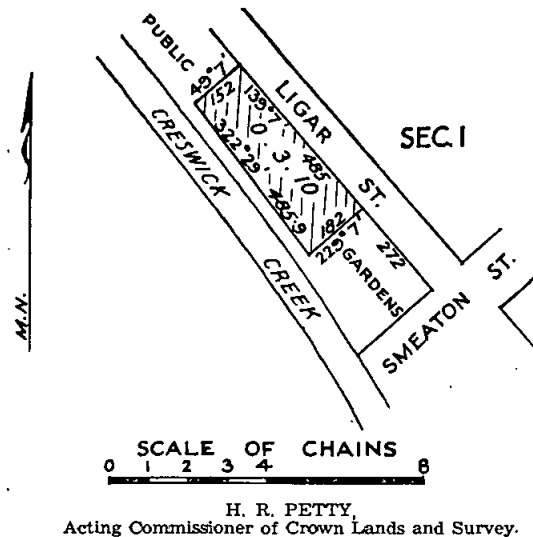 PUBLIC
49°7'
152
139°7'
LIGAR
ST.
SEC.1
0 3. 10
485
322°29'
485·9
CRESWICK
CREEK
182
229°7'
GARDENS
272
SMEATON ST.
M.N.
SCALE OF CHAINS
0 1 2 3 4 8
H. R. PETTY,
Acting Commissioner of Crown Lands and Survey.